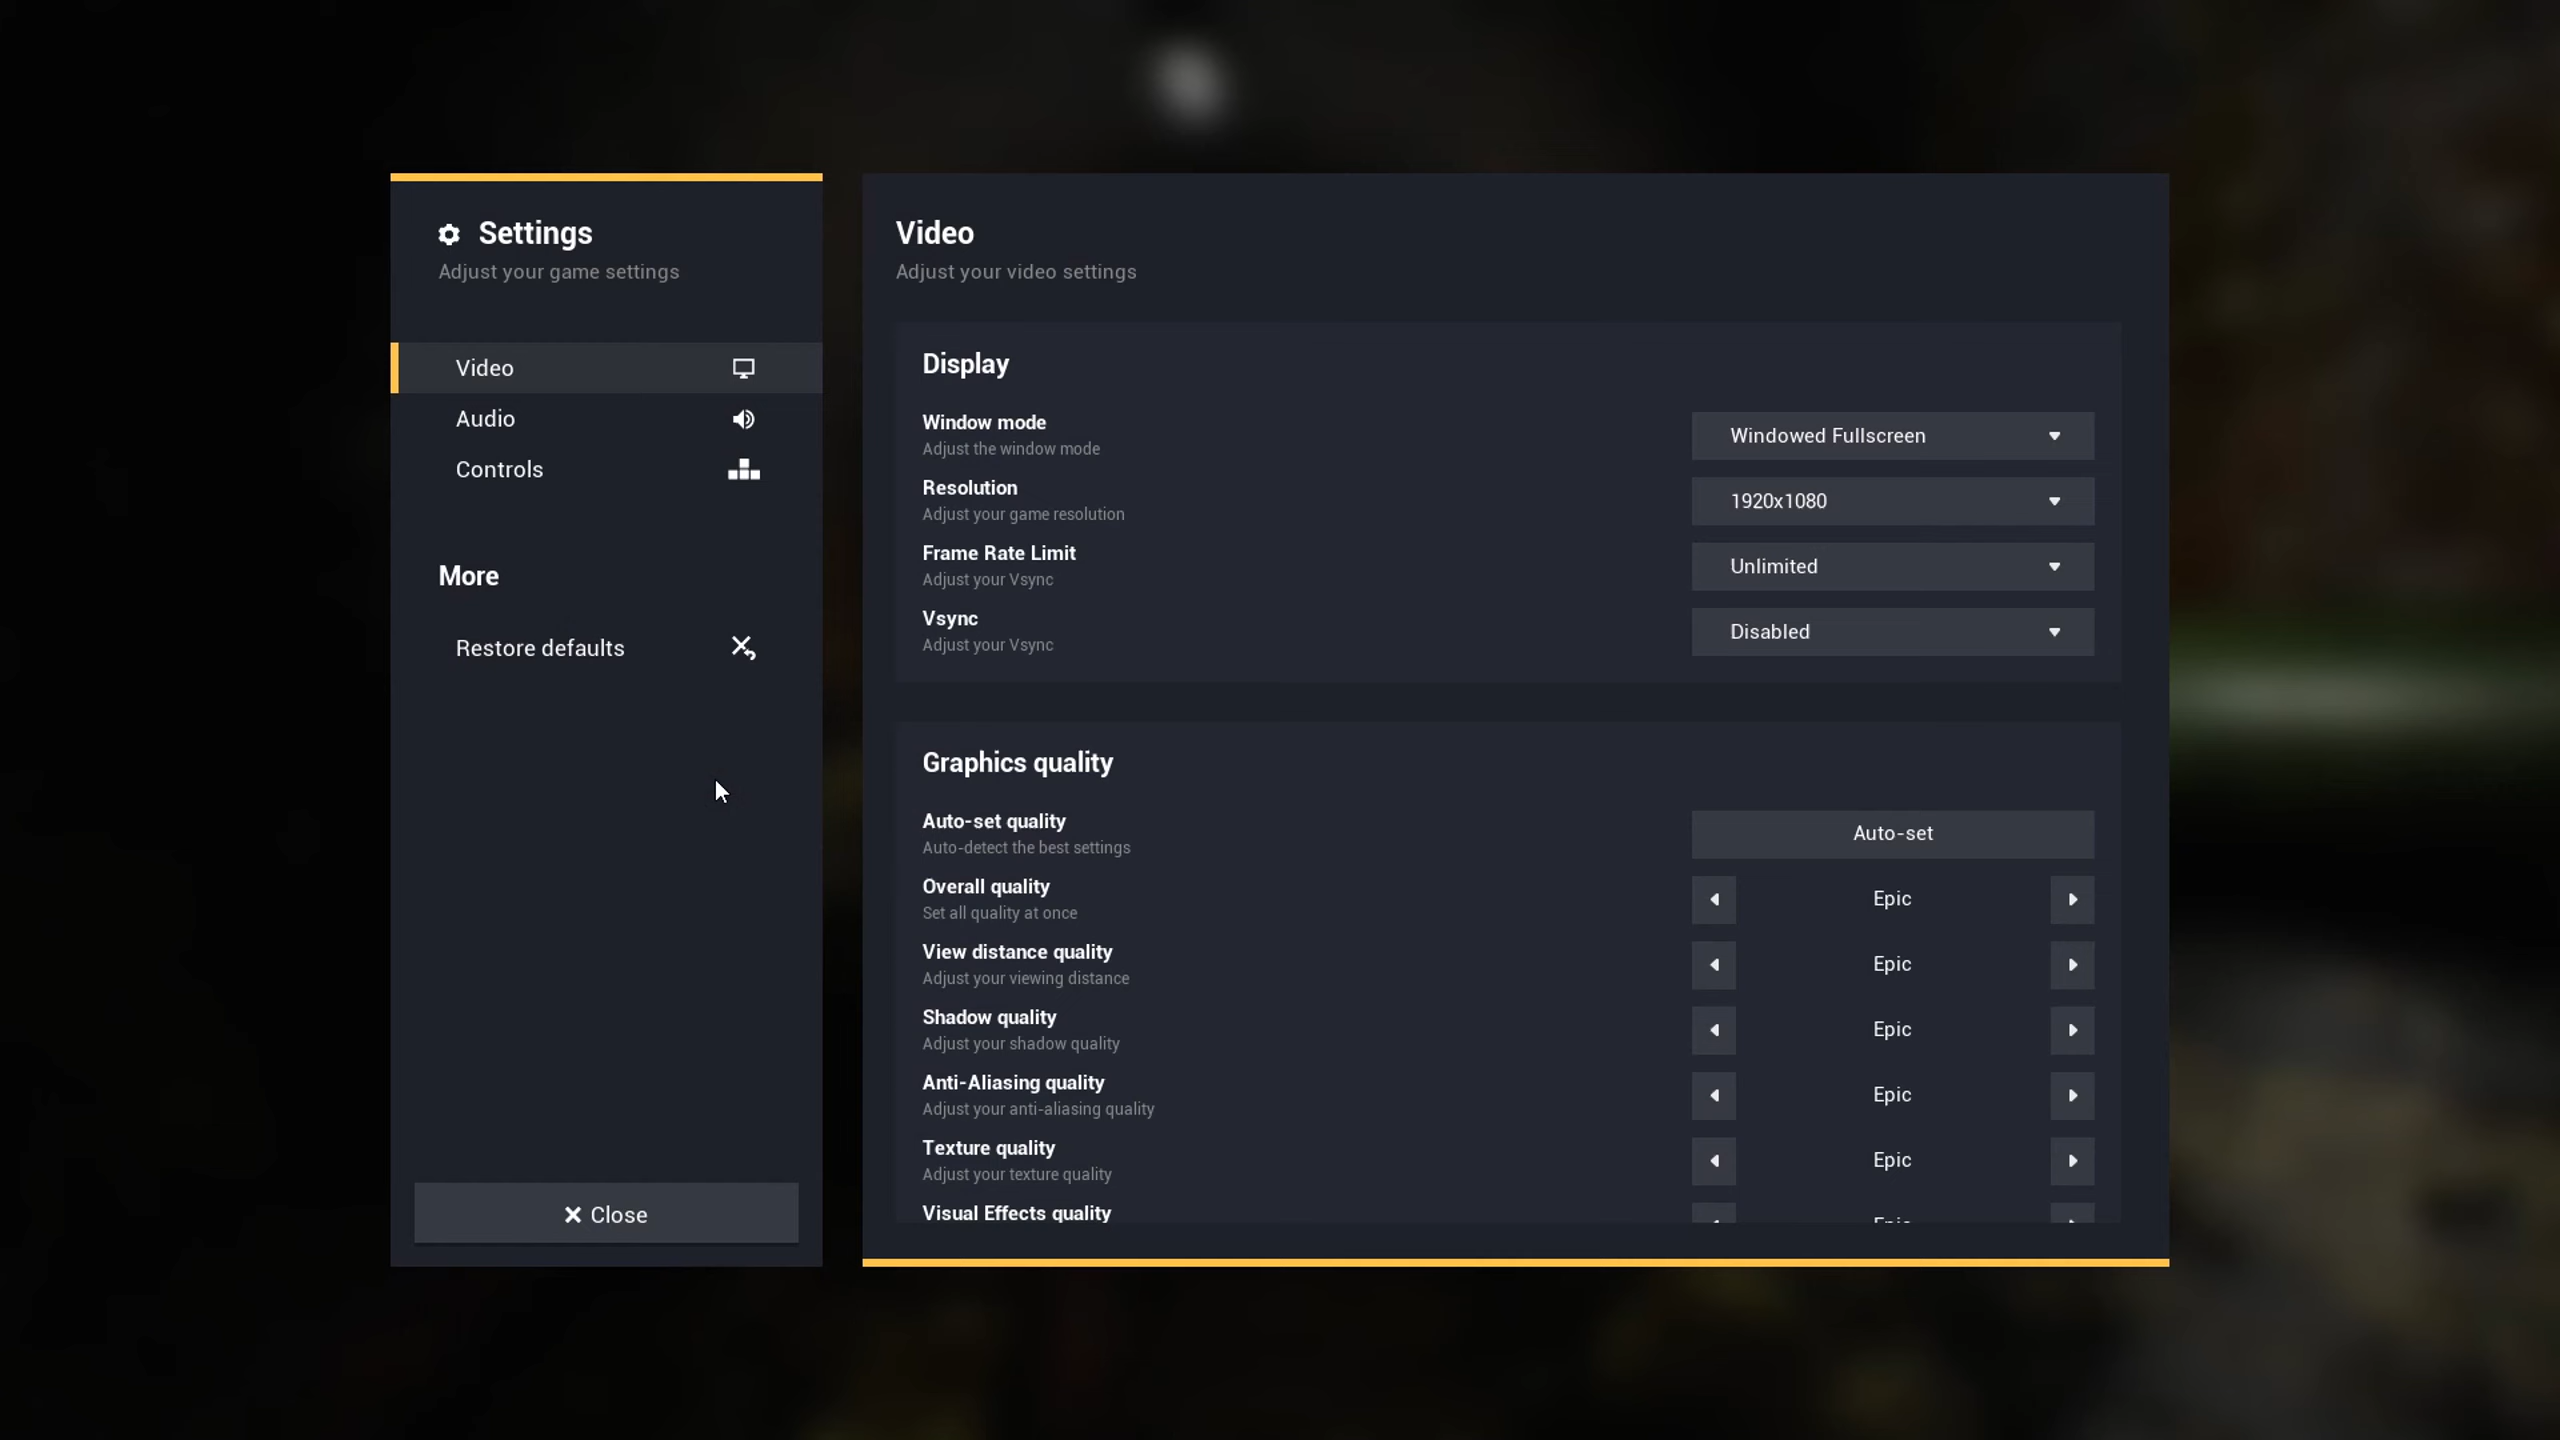 Settings
Adjust your game settings
Video
Audio
Controls
More
Restore defaults
Close
Video
Adjust your video settings
Display
Window mode
Adjust the window mode
Windowed Fullscreen
Resolution
Adjust your game resolution
1920x1080
Frame Rate Limit
Adjust your Vsync
Unlimited
Vsync
Adjust your Vsync
Disabled
Graphics quality
Auto-set quality
Auto-detect the best settings
Auto-set
Overall quality
Set all quality at once
Epic
View distance quality
Adjust your viewing distance
Epic
Shadow quality
Adjust your shadow quality
Epic
Anti-Aliasing quality
Adjust your anti-aliasing quality
Epic
Texture quality
Adjust your texture quality
Epic
Visual Effects quality